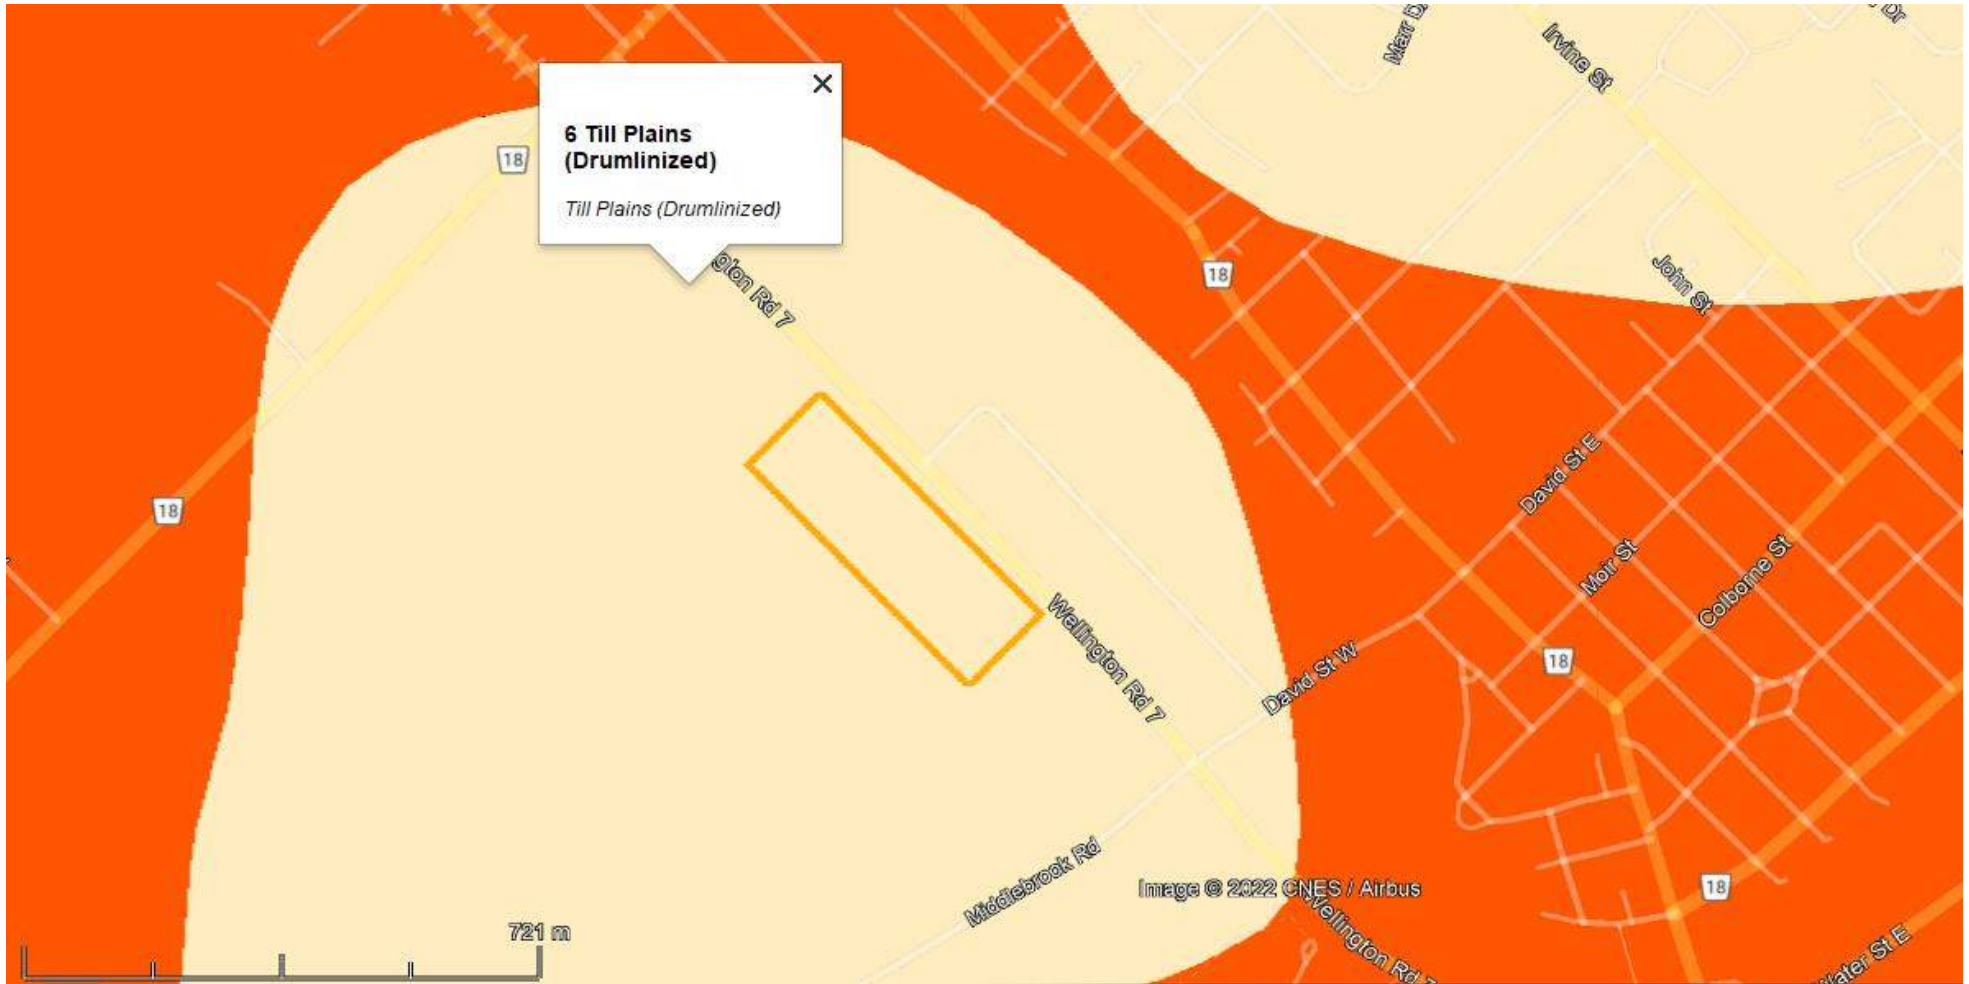 Irvine St
18
6 Till Plains
(Drumlinized)
Till Plains (Drumlinized)
gton Rd 7
18
John St
18
David St E
Moir St
Colborne St
Wellington Rd 7
David St W
18
Middlebrook Rd
Image © 2022 CNES / Airbus
18
721 m
Wellington Rd 7
Water St E
Marr D
Dr